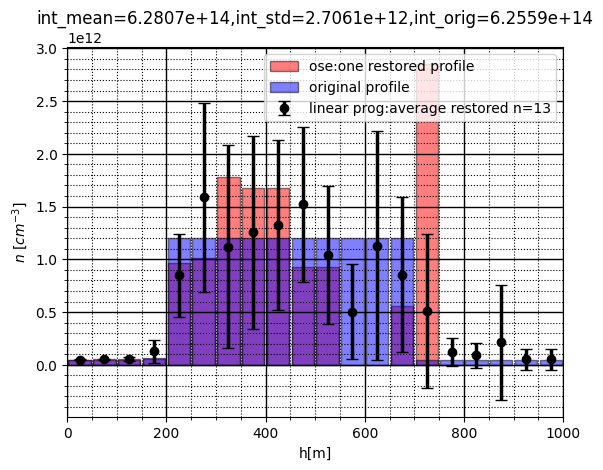 int_mean=6.2807e+14,int_std=2.7061e+12,int_orig=6.2559e+14
1e12
3.0
2.5
2.0
1.5
1.0
0.5
0.0
n [cm⁻³]
ose:one restored profile
original profile
linear prog:average restored n=13
0 200 400 600 800 1000
h[m]